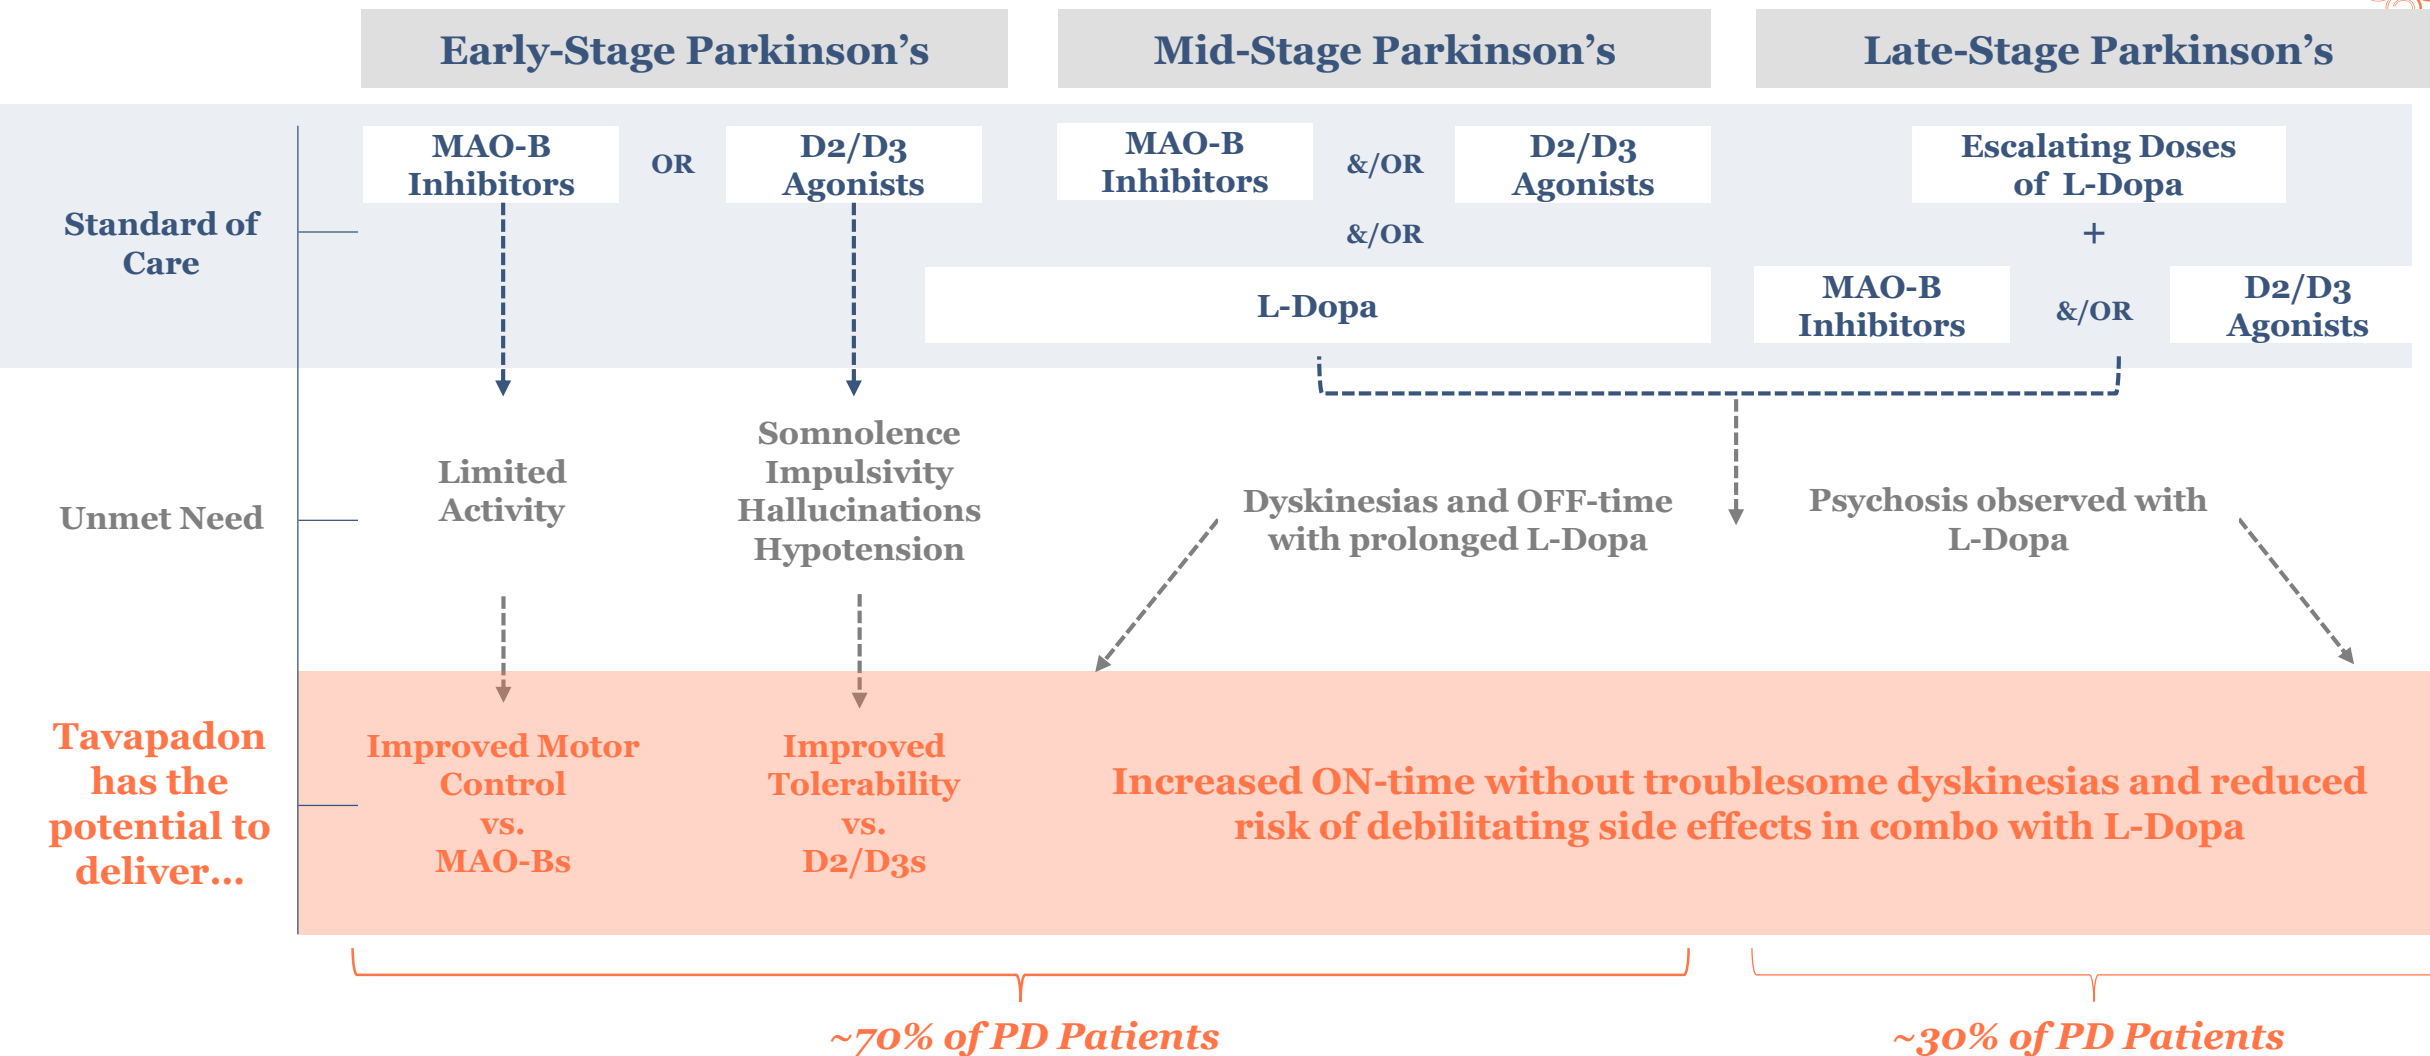 Early-Stage Parkinson’s
Mid-Stage Parkinson’s
Late-Stage Parkinson’s
Standard of
Care
MAO-B
Inhibitors
OR
D2/D3
Agonists
MAO-B
Inhibitors
&/OR
D2/D3
Agonists
&/OR
L-Dopa
Escalating Doses
of L-Dopa
+
MAO-B
Inhibitors
&/OR
D2/D3
Agonists
Unmet Need
Limited
Activity
Somnolence
Impulsivity
Hallucinations
Hypotension
Dyskinesias and OFF-time
with prolonged L-Dopa
Psychosis observed with
L-Dopa
Tavapadon
has the
potential to
deliver...
Improved Motor
Control
vs.
MAO-Bs
Improved
Tolerability
vs.
D2/D3s
Increased ON-time without troublesome dyskinesias and reduced
risk of debilitating side effects in combo with L-Dopa
~70% of PD Patients
~30% of PD Patients